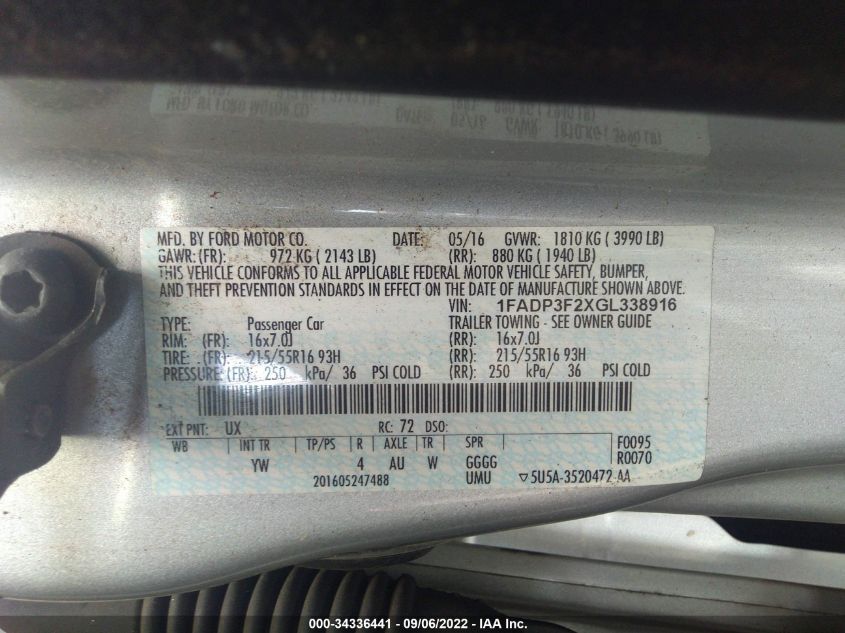 MFD. BY FORD MOTOR CO. DATE: 05/16 GVWR: 1810 KG ( 3990 LB)
GAWR: (FR): 972 KG ( 2143 LB) (RR): 880 KG ( 1940 LB)
THIS VEHICLE CONFORMS TO ALL APPLICABLE FEDERAL MOTOR VEHICLE SAFETY, BUMPER,
AND THEFT PREVENTION STANDARDS IN EFFECT ON THE DATE OF MANUFACTURE SHOWN ABOVE.
VIN: 1FADP3F2XGL338916
TYPE: Passenger Car TRAILER TOWING - SEE OWNER GUIDE
RIM: (FR) 16x7.0J (RR): 16x7.0J
TIRE: (FR) 215/55R16 93H (RR): 215/55R16 93H
PRESSURE: (FR): 250 kPa/ 36 PSI COLD (RR): 250 kPa/ 36 PSI COLD
EXT PNT: UX RC: 72 DSO:
WB INT TR TP/PS R AXLE TR SPR F0095
YW 4 AU W GGGG R0070
201605247488 UMU ▽5U5A-3520472 AA
000-34336441 - 09/06/2022 - IAA Inc.